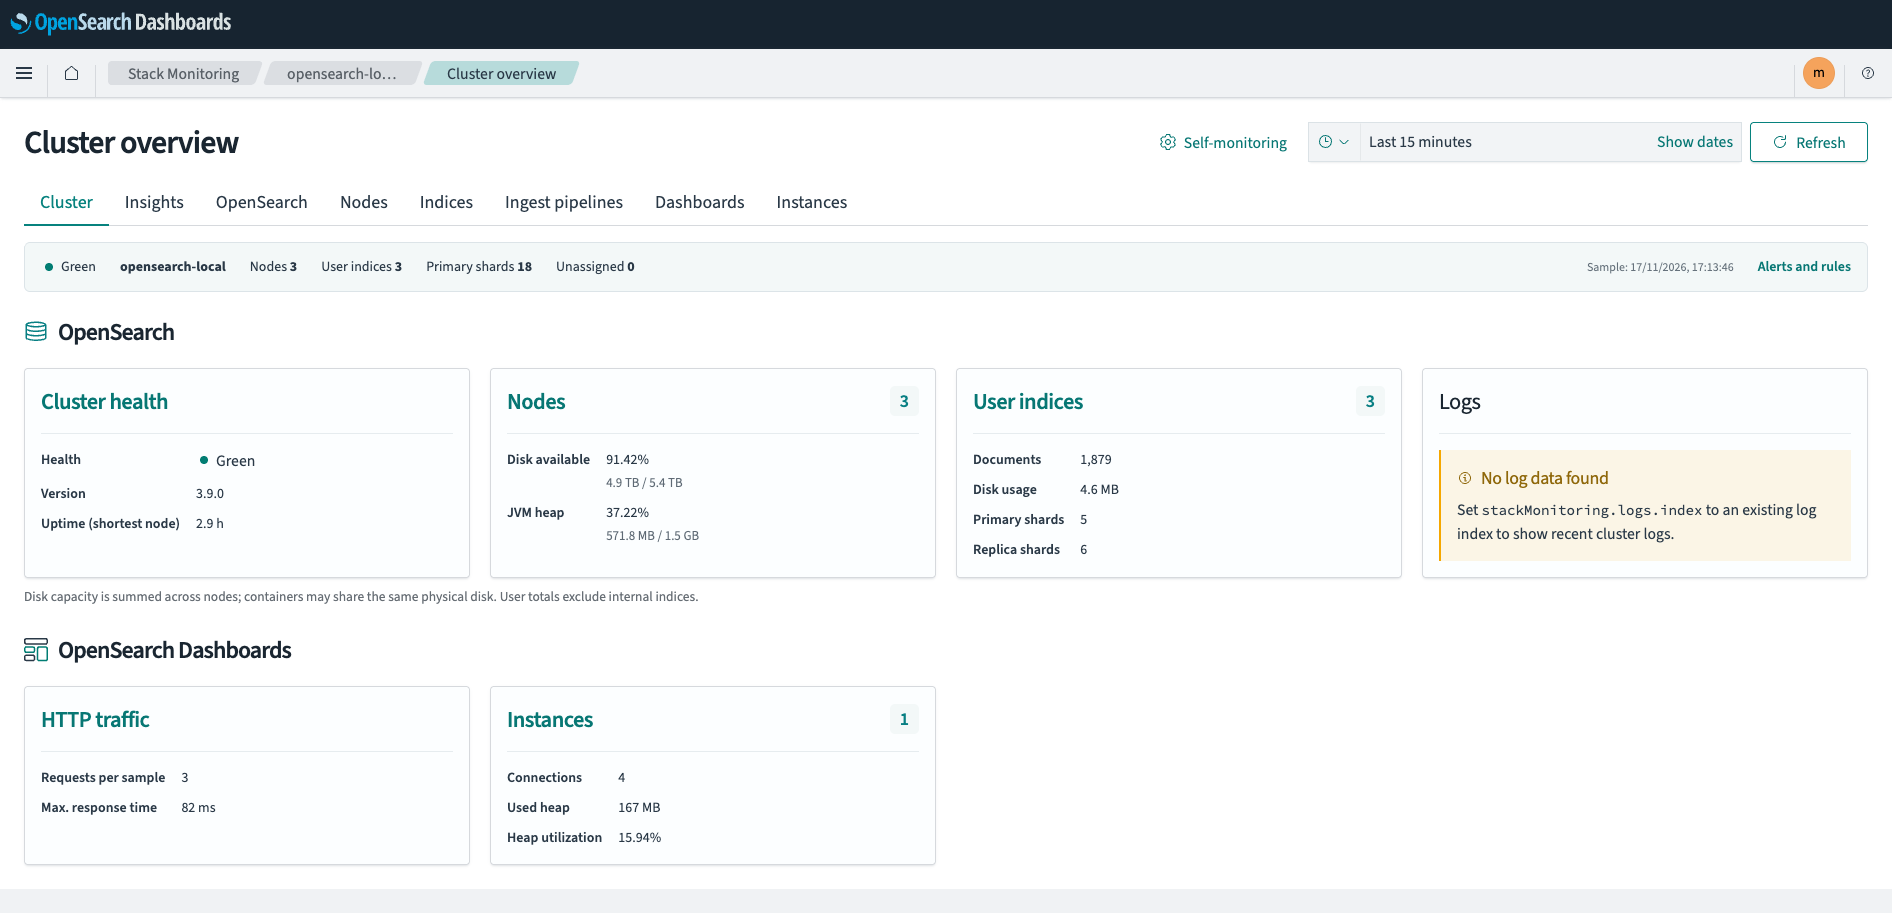 OpenSearch Dashboards
Stack Monitoring
opensearch-lo...
Cluster overview
m
Cluster overview
Self-monitoring
Last 15 minutes
Show dates
Refresh
Cluster Insights OpenSearch Nodes Indices Ingest pipelines Dashboards Instances
Green opensearch-local Nodes 3 User indices 3 Primary shards 18 Unassigned 0 Sample: 17/11/2026, 17:13:46 Alerts and rules
OpenSearch
Cluster health
Health Green
Version 3.9.0
Uptime (shortest node) 2.9 h
Nodes 3
Disk available 91.42%
4.9 TB / 5.4 TB
JVM heap 37.22%
571.8 MB / 1.5 GB
User indices 3
Documents 1,879
Disk usage 4.6 MB
Primary shards 5
Replica shards 6
Logs
No log data found
Set stackMonitoring.logs.index to an existing log
index to show recent cluster logs.
Disk capacity is summed across nodes; containers may share the same physical disk. User totals exclude internal indices.
OpenSearch Dashboards
HTTP traffic
Requests per sample 3
Max. response time 82 ms
Instances 1
Connections 4
Used heap 167 MB
Heap utilization 15.94%